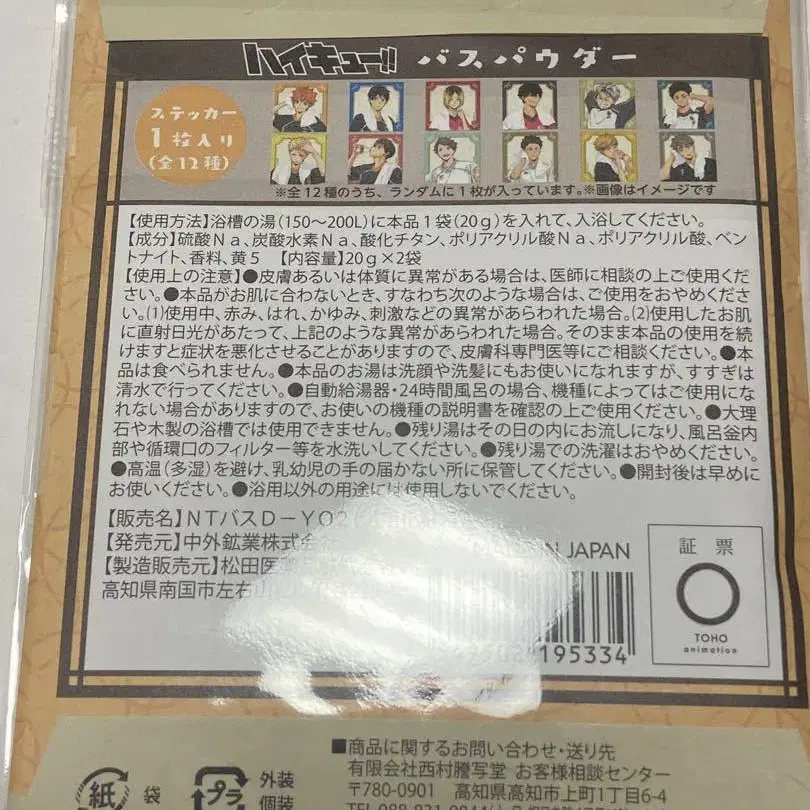 ハイキュー!! バスパウダー
ステッカー
1枚入り
(全12種)
※全12種のうち、ランダムに1枚が入っています。※画像はイメージです
【使用方法】浴槽の湯(150～200L)に本品1袋(20g)を入れて、入浴してください。
【成分】硫酸Na、炭酸水素Na、酸化チタン、ポリアクリル酸Na、ポリアクリル酸、ベント
ナイト、香料、黄5 【内容量】20g×2袋
【使用上の注意】●皮膚あるいは体質に異常がある場合は、医師に相談の上ご使用くだ
さい。●本品がお肌に合わないとき、すなわち次のような場合は、ご使用をおやめくださ
い。(1)使用中、赤み、はれ、かゆみ、刺激などの異常があらわれた場合。(2)使用したお肌
に直射日光があたって、上記のような異常があらわれた場合。そのまま本品の使用を続
けますと症状を悪化させることがありますので、皮膚科専門医等にご相談ください。●本
品は食べられません。●本品のお湯は洗顔や洗髪にもお使いになれますが、すすぎは
清水で行ってください。●自動給湯器・24時間風呂の場合、機種によってはご使用にな
れない場合がありますので、お使いの機種の説明書を確認の上ご使用ください。●大理
石や木製の浴槽では使用できません。●残り湯はその日の内にお流しになり、風呂釜内
部や循環口のフィルター等を水洗いしてください。●残り湯での洗濯はおやめください。
●高温(多湿)を避け、乳幼児の手の届かない所に保管してください。●開封後は早めに
お使いください。●浴用以外の用途には使用しないでください。
【販売名】NTバスD-YO2
【発売元】中外鉱業株式会
【製造販売元】松田医
高知県南国市左右山
IN JAPAN
195334
証票
TOHO
animation
紙 袋
プラ 外装
個装
■商品に関するお問い合わせ・送り先
有限会社西村謄写堂 お客様相談センター
〒780-0901 高知県高知市上町1丁目6-4